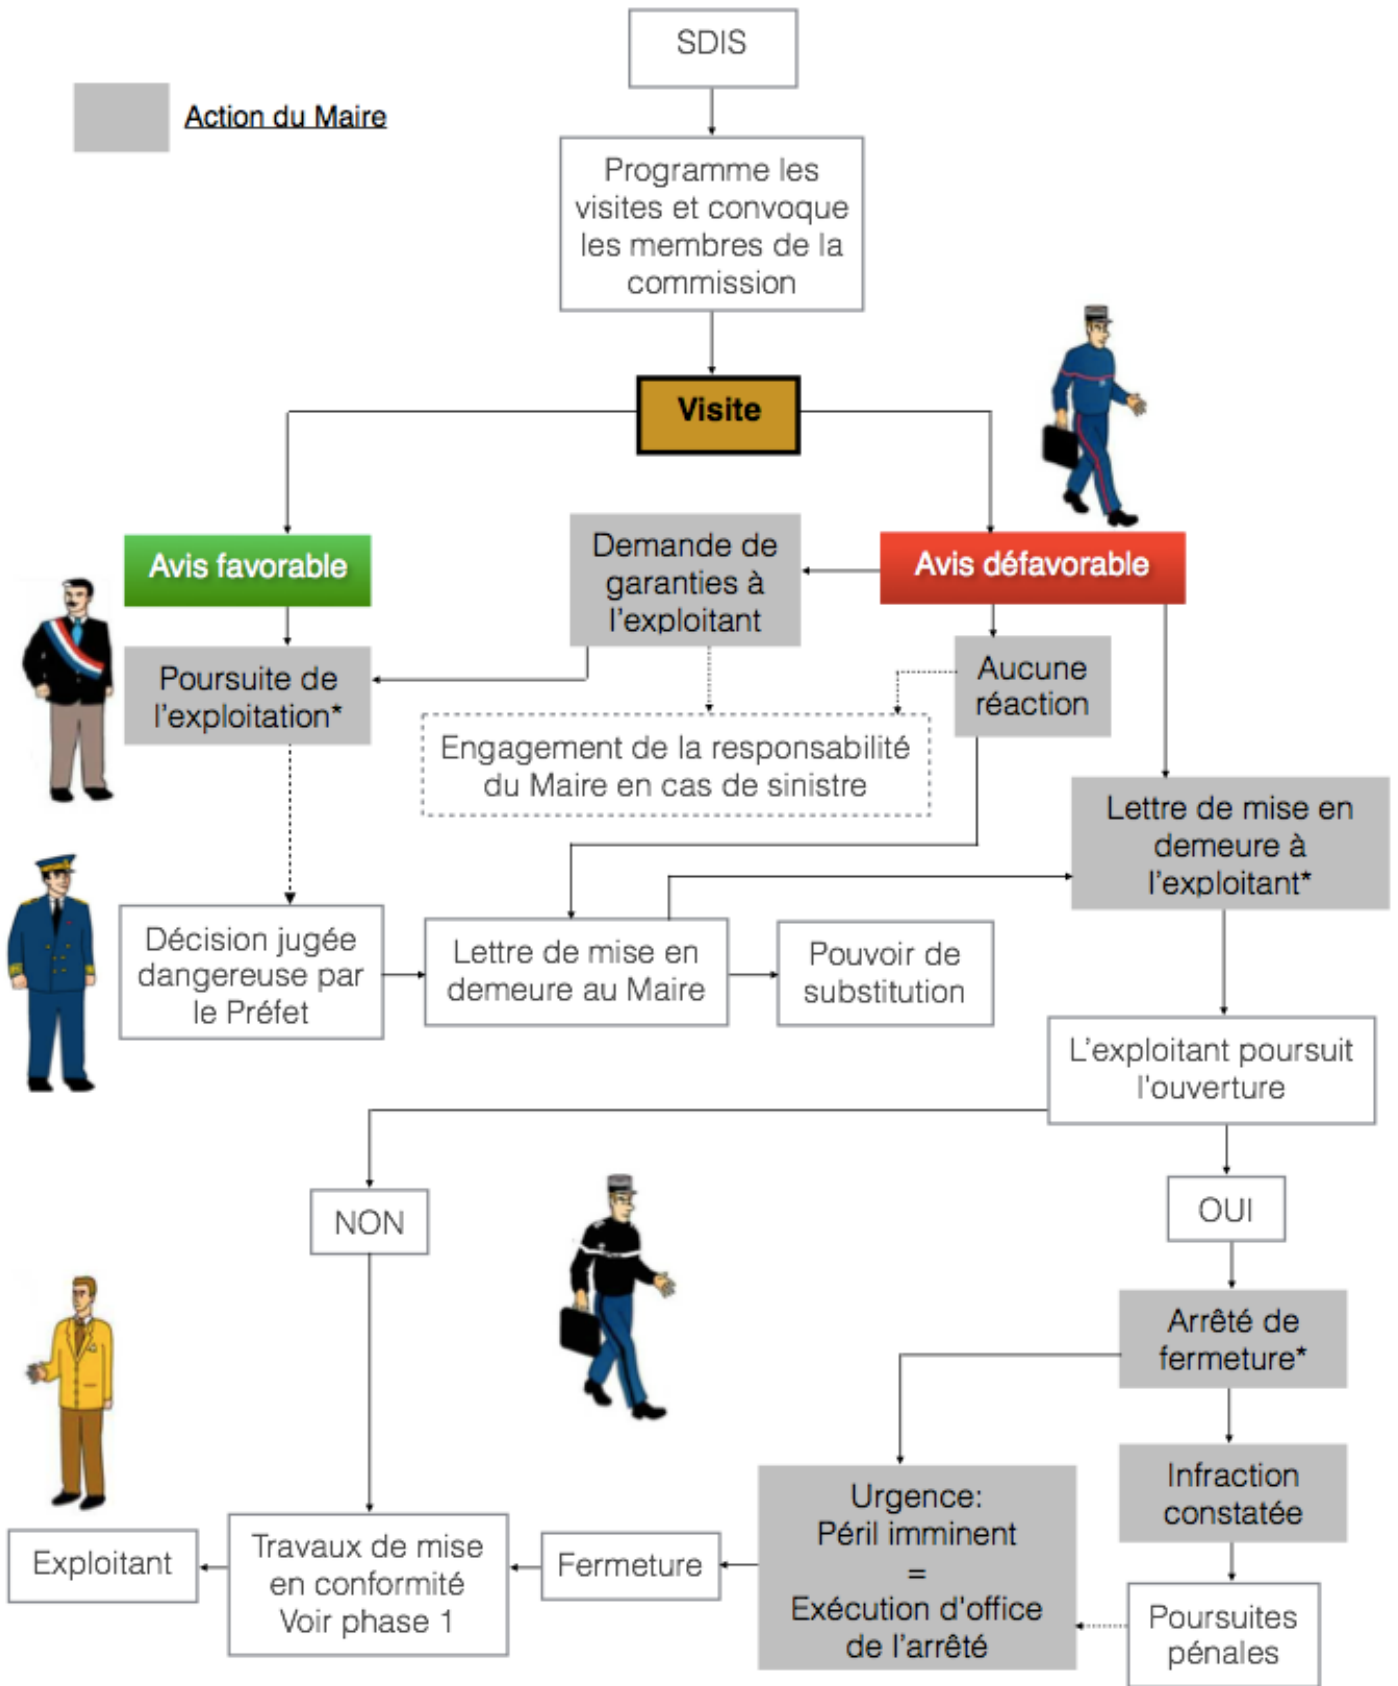 SDIS
Action du Maire
Programme les
visites et convoque
les membres de la
commission
Visite
Avis favorable
Demande de
garanties à
l'exploitant
Avis défavorable
Poursuite de
l'exploitation*
Aucune
réaction
Engagement de la responsabilité
du Maire en cas de sinistre
Lettre de mise en
demeure à
l'exploitant*
Décision jugée
dangereuse par
le Préfet
Lettre de mise en
demeure au Maire
Pouvoir de
substitution
L'exploitant poursuit
l'ouverture
NON
OUI
Arrêté de
fermeture*
Infraction
constatée
Urgence:
Péril imminent
=
Exécution d'office
de l'arrêté
Exploitant
Travaux de mise
en conformité
Voir phase 1
Fermeture
Poursuites
pénales